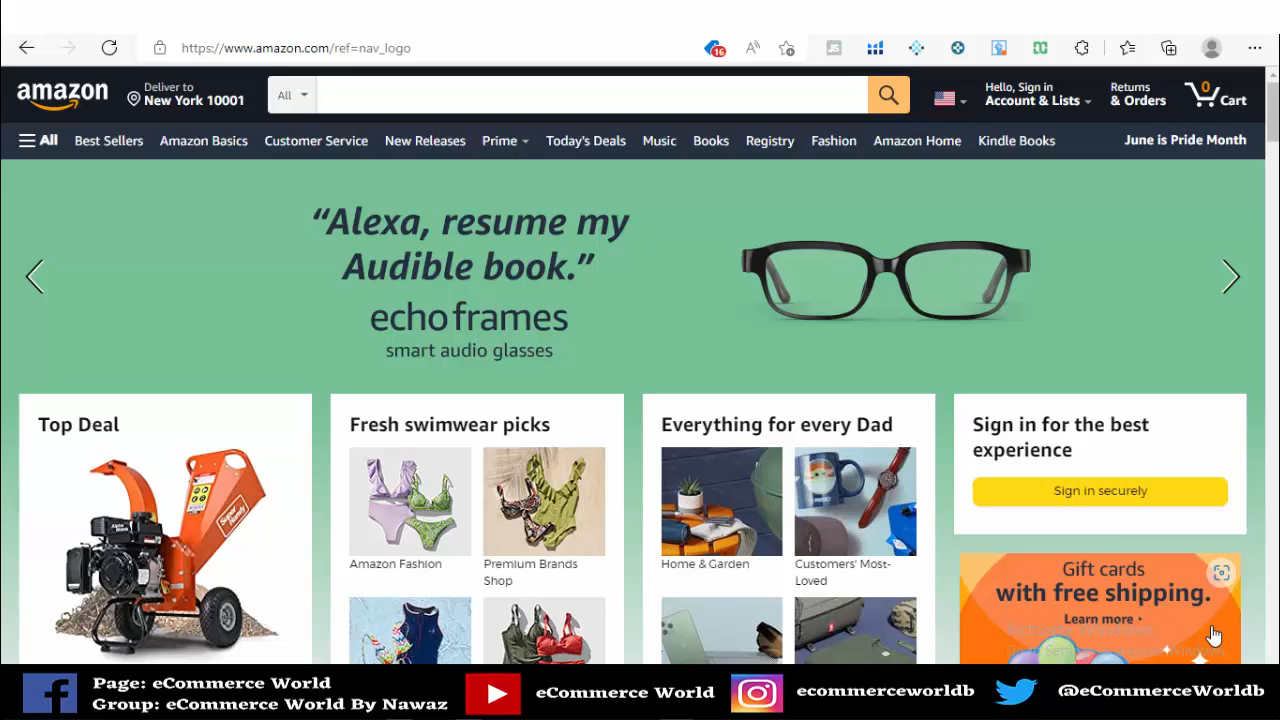 https://www.amazon.com/ref=nav_logo
16
amazon
Deliver to
New York 10001
All
Hello, Sign in
Account & Lists
Returns
& Orders
0
Cart
All
Best Sellers
Amazon Basics
Customer Service
New Releases
Prime
Today's Deals
Music
Books
Registry
Fashion
Amazon Home
Kindle Books
June is Pride Month
“Alexa, resume my
Audible book.”
echo frames
smart audio glasses
Top Deal
Super
Handy
Fresh swimwear picks
Amazon Fashion
Premium Brands
Shop
Everything for every Dad
Home & Garden
Customers' Most-
Loved
Sign in for the best
experience
Sign in securely
Gift cards
with free shipping.
Learn more
Activate Windows
Page: eCommerce World
Group: eCommerce World By Nawaz
eCommerce World
ecommerceworldb
@eCommerceWorldb